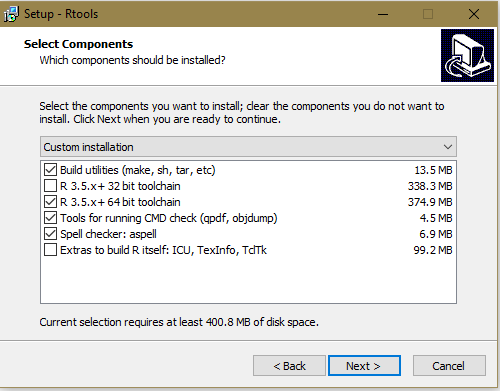 Setup - Rtools
Select Components
Which components should be installed?
Select the components you want to install; clear the components you do not want to
install. Click Next when you are ready to continue.
Custom installation
Build utilities (make, sh, tar, etc) 13.5 MB
R 3.5.x+ 32 bit toolchain 338.3 MB
R 3.5.x+ 64 bit toolchain 374.9 MB
Tools for running CMD check (qpdf, objdump) 4.5 MB
Spell checker: aspell 6.9 MB
Extras to build R itself: ICU, TexInfo, TclTk 99.2 MB
Current selection requires at least 400.8 MB of disk space.
< Back Next > Cancel